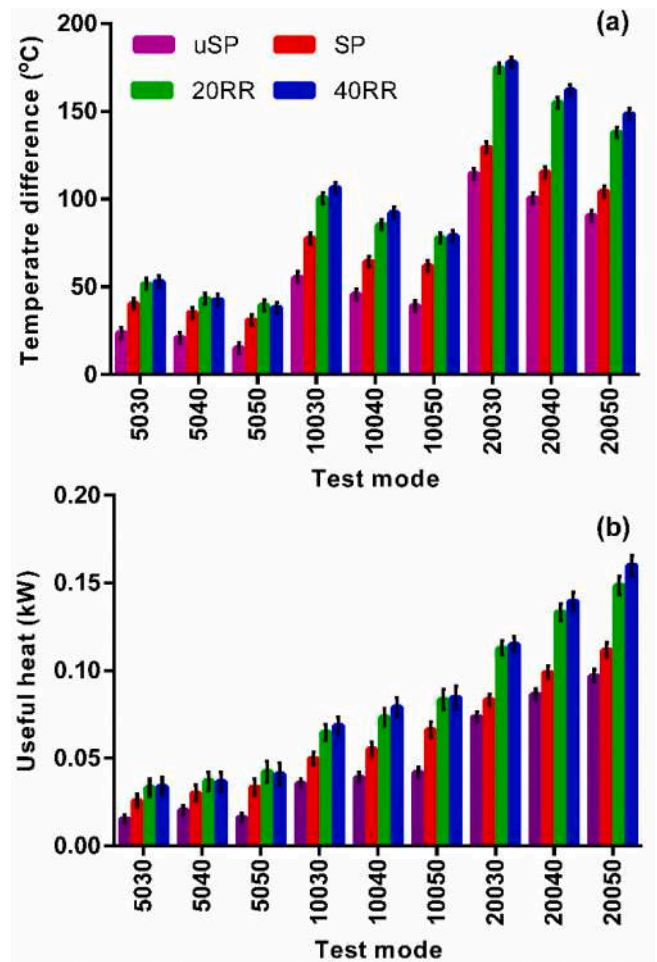 (a)
uSP SP
20RR 40RR
Temperatre difference (°C)
200
150
100
50
0
5030 5040 5050 10030 10040 10050 20030 20040 20050
Test mode
(b)
Useful heat (kW)
0.20
0.15
0.10
0.05
0.00
5030 5040 5050 10030 10040 10050 20030 20040 20050
Test mode